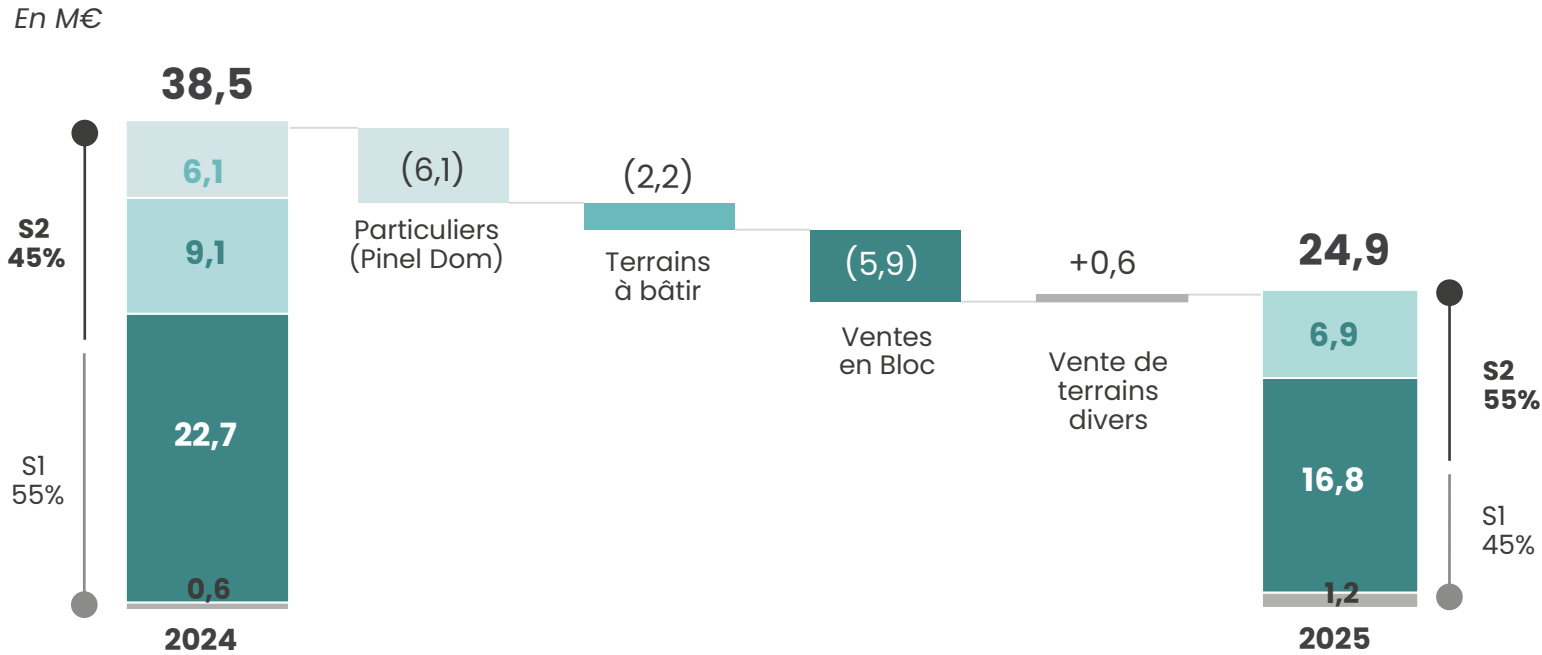 En M€
38,5
6,1
9,1
22,7
0,6
2024
S2
45%
S1
55%
(6,1)
Particuliers
(Pinel Dom)
(2,2)
Terrains
à bâtir
(5,9)
Ventes
en Bloc
+0,6
Vente de
terrains
divers
24,9
6,9
16,8
1,2
2025
S2
55%
S1
45%